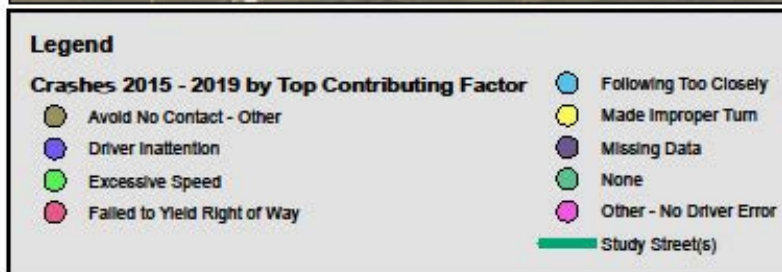 Legend
Crashes 2015 - 2019 by Top Contributing Factor
Avoid No Contact - Other
Driver Inattention
Excessive Speed
Failed to Yield Right of Way
Following Too Closely
Made Improper Turn
Missing Data
None
Other - No Driver Error
Study Street(s)